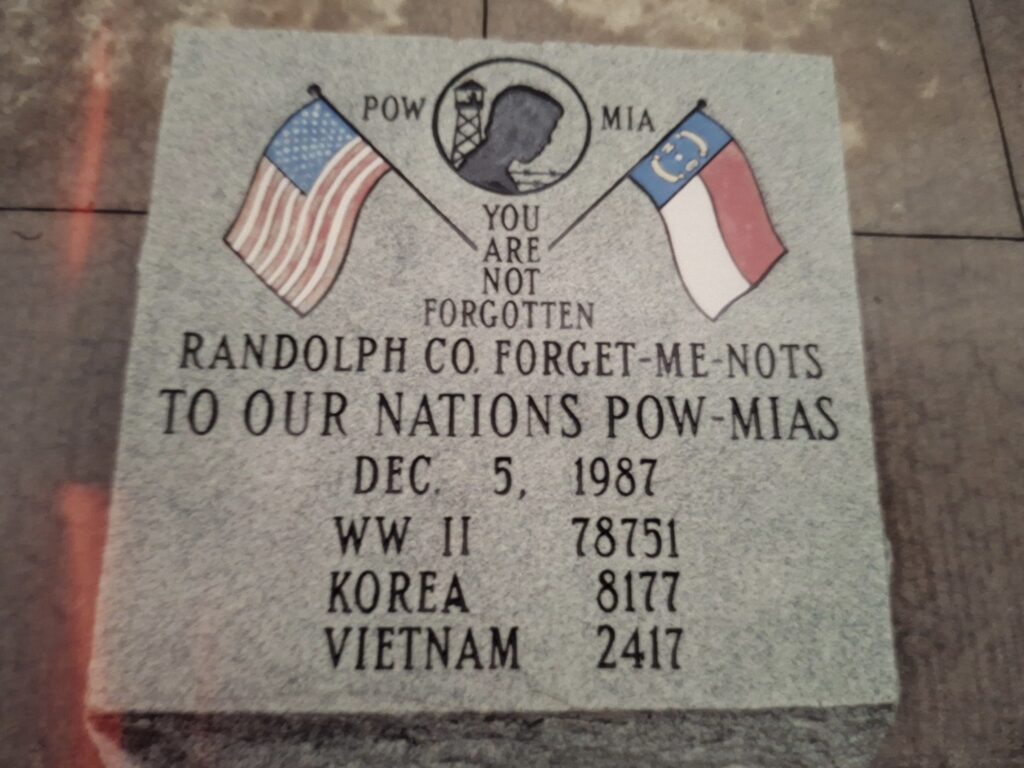 POW MIA
YOU
ARE
NOT
FORGOTTEN
RANDOLPH CO. FORGET-ME-NOTS
TO OUR NATIONS POW-MIAS
DEC. 5, 1987
WW II 78751
KOREA 8177
VIETNAM 2417